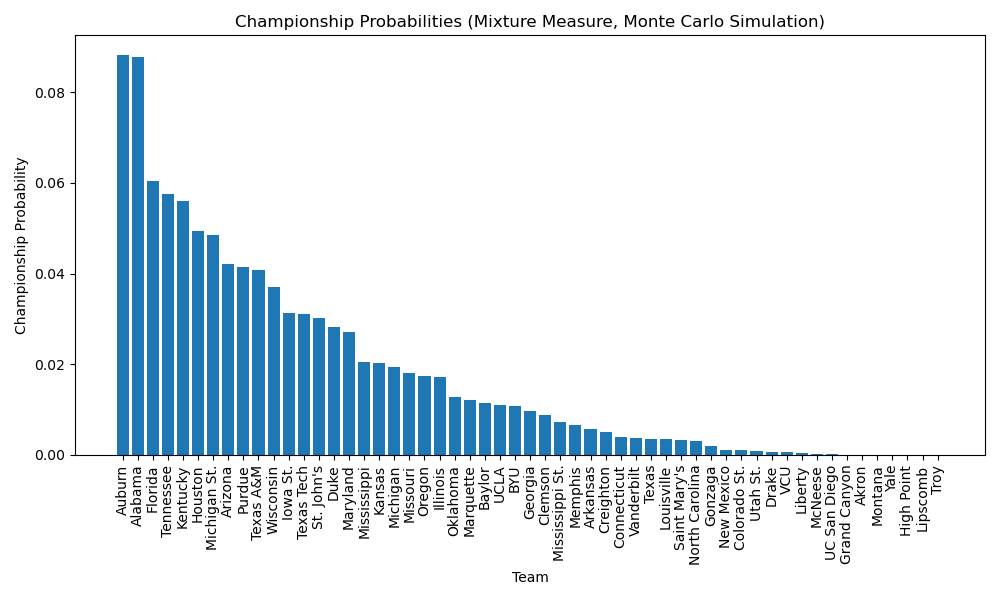 Championship Probabilities (Mixture Measure, Monte Carlo Simulation)
Championship Probability
0.08
0.06
0.04
0.02
0.00
Auburn
Alabama
Florida
Tennessee
Kentucky
Houston
Michigan St.
Arizona
Purdue
Texas A&M
Wisconsin
Iowa St.
Texas Tech
St. John's
Duke
Maryland
Mississippi
Kansas
Michigan
Missouri
Oregon
Illinois
Oklahoma
Marquette
Baylor
UCLA
BYU
Georgia
Clemson
Mississippi St.
Memphis
Arkansas
Creighton
Connecticut
Vanderbilt
Texas
Louisville
Saint Mary's
North Carolina
Gonzaga
New Mexico
Colorado St.
Utah St.
Drake
VCU
Liberty
McNeese
UC San Diego
Grand Canyon
Akron
Montana
Yale
High Point
Lipscomb
Troy
Team